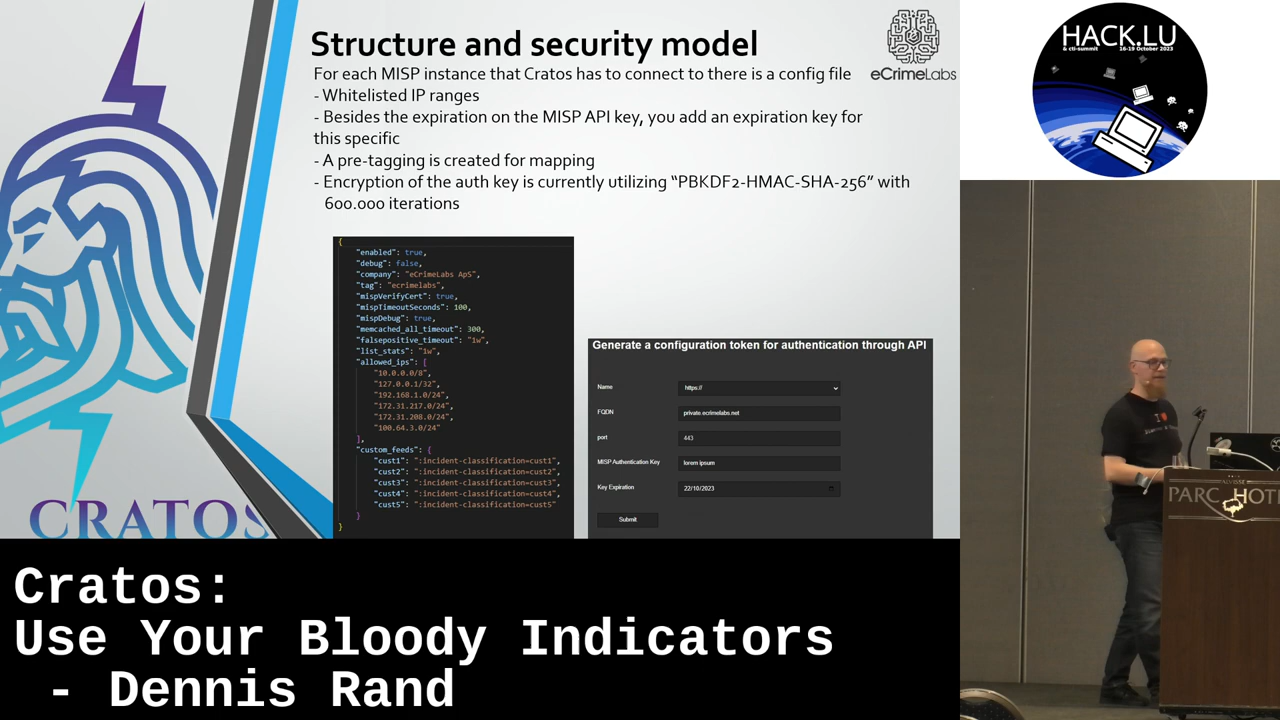 Structure and security model
eCrimeLabs
For each MISP instance that Cratos has to connect to there is a config file
- Whitelisted IP ranges
- Besides the expiration on the MISP API key, you add an expiration key for
this specific
- A pre-tagging is created for mapping
- Encryption of the auth key is currently utilizing “PBKDF2-HMAC-SHA-256” with
600.000 iterations
{
"enabled": true,
"debug": false,
"company": "eCrimeLabs ApS",
"tag": "ecrimelabs",
"mispVerifyCert": true,
"mispTimeoutSeconds": 100,
"mispDebug": true,
"memcached_all_timeout": 300,
"falsepositive_timeout": "1w",
"list_stats": "1w",
"allowed_ips": [
"10.0.0.0/8",
"127.0.0.1/32",
"192.168.1.0/24",
"172.31.217.0/24",
"172.31.208.0/24",
"100.64.3.0/24"
],
"custom_feeds": {
"cust1": ":incident-classification=cust1",
"cust2": ":incident-classification=cust2",
"cust3": ":incident-classification=cust3",
"cust4": ":incident-classification=cust4",
"cust5": ":incident-classification=cust5"
}
}
Generate a configuration token for authentication through API
Name
https://
FQDN
private.ecrimelabs.net
port
443
MISP Authentication Key
lorem ipsum
Key Expiration
22/10/2023
Submit
CRATOS
HACK.LU
& cti-summit 16-19 October 2023
PARC HOT
Cratos:
Use Your Bloody Indicators
- Dennis Rand